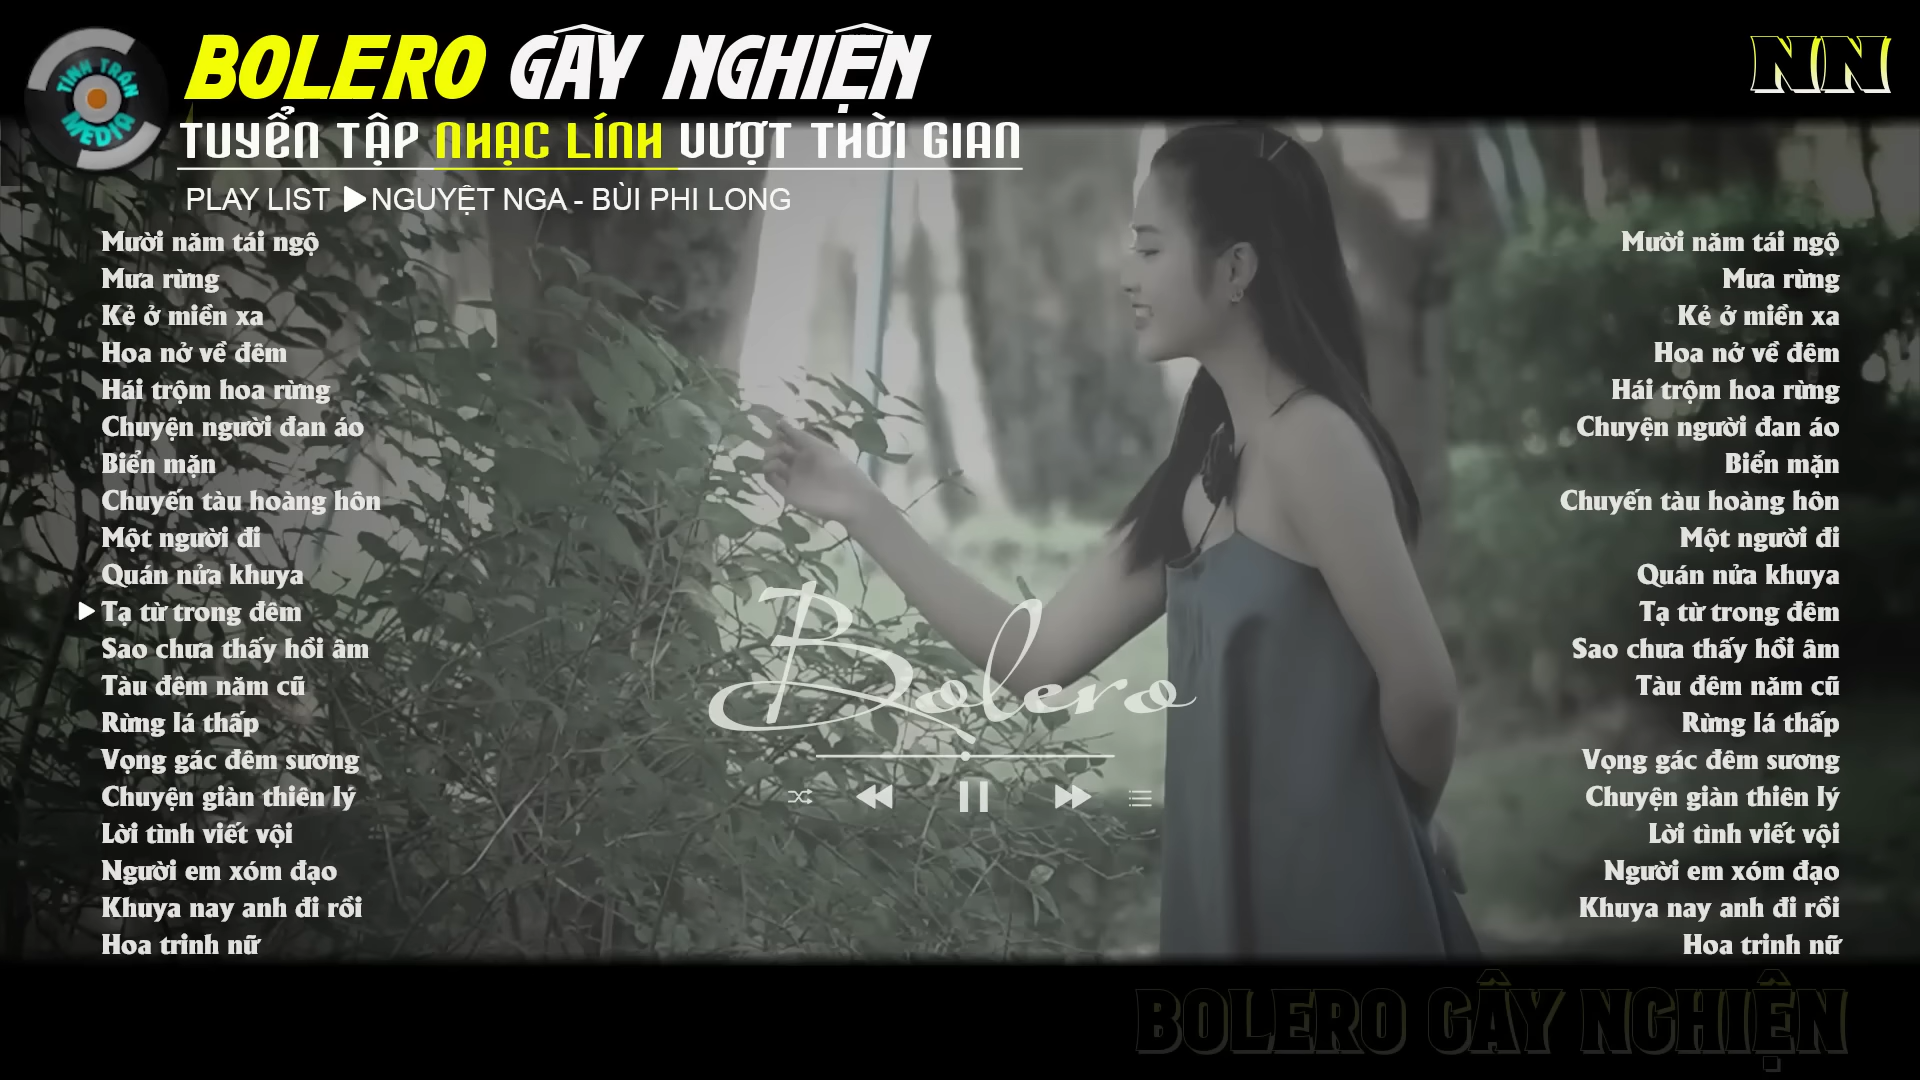 TÌNH TRẦN
MEDIA
BOLERO GÂY NGHIỆN
NN
TUYỂN TẬP NHẠC LÍNH VƯỢT THỜI GIAN
PLAY LIST NGUYỆT NGA - BÙI PHI LONG
Mười năm tái ngộ
Mưa rừng
Kẻ ở miền xa
Hoa nở về đêm
Hái trộm hoa rừng
Chuyện người đan áo
Biển mặn
Chuyến tàu hoàng hôn
Một người đi
Quán nửa khuya
Tạ từ trong đêm
Sao chưa thấy hồi âm
Tàu đêm năm cũ
Rừng lá thấp
Vọng gác đêm sương
Chuyện giàn thiên lý
Lời tình viết vội
Người em xóm đạo
Khuya nay anh đi rồi
Hoa trinh nữ
Bolero
Mười năm tái ngộ
Mưa rừng
Kẻ ở miền xa
Hoa nở về đêm
Hái trộm hoa rừng
Chuyện người đan áo
Biển mặn
Chuyến tàu hoàng hôn
Một người đi
Quán nửa khuya
Tạ từ trong đêm
Sao chưa thấy hồi âm
Tàu đêm năm cũ
Rừng lá thấp
Vọng gác đêm sương
Chuyện giàn thiên lý
Lời tình viết vội
Người em xóm đạo
Khuya nay anh đi rồi
Hoa trinh nữ
BOLERO GÂY NGHIỆN